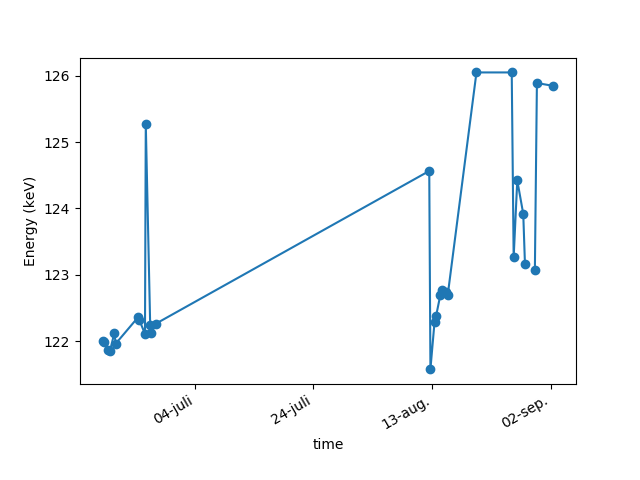 126
125
124
123
122
Energy (keV)
04-juli
24-juli
13-aug.
02-sep.
time